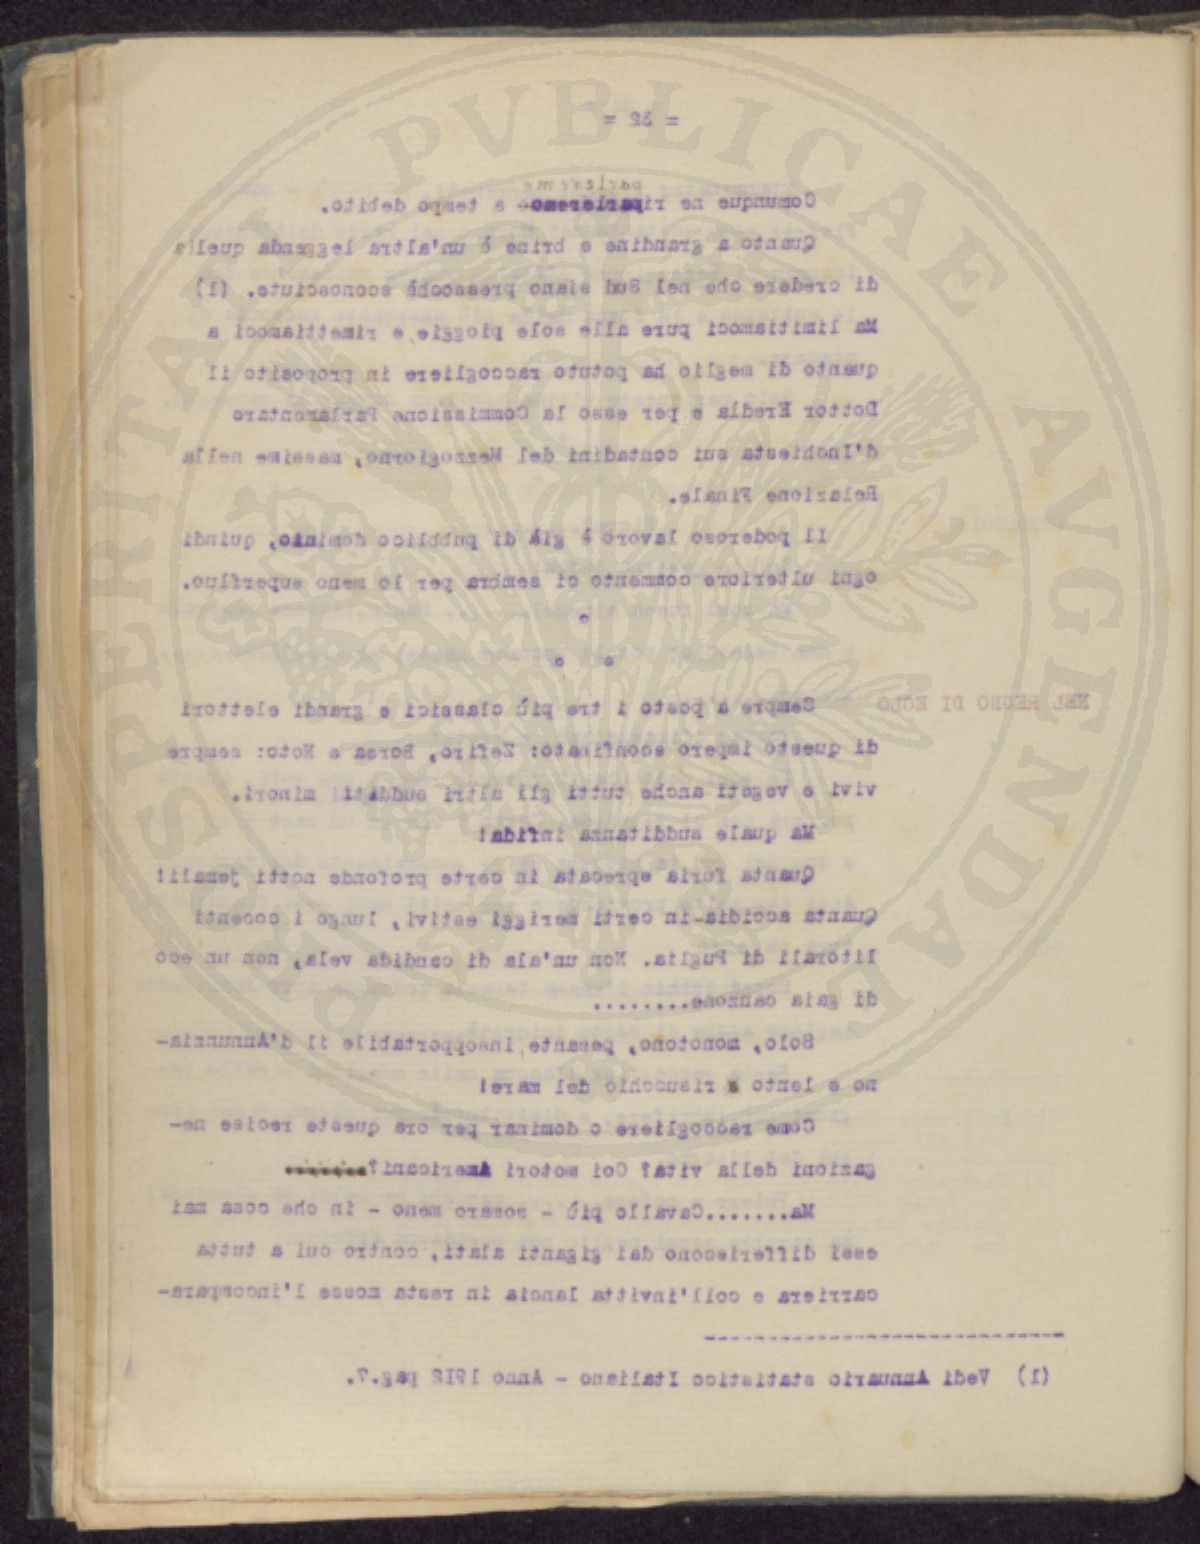 = 32 =
parleremo
Comunque ne riparleremo a tempo debito.
Quanto a grandine e brine è un'altra leggenda quella
di credere che nel Sud siano pressochè sconosciute. (1)
Ma limitiamoci pure alle sole pioggie, e rimettiamoci a
quanto di meglio ha potuto raccogliere in proposito il
Dottor Eredia e per esso la Commissione Parlamentare
d'Inchiesta sui contadini del Mezzogiorno, massime nella
Relazione Finale.
Il poderoso lavoro è già di pubblico dominio, quindi
ogni ulteriore commento ci sembra per lo meno superfluo.
NEL REGNO DI EOLO
Sempre a posto i tre più classici e grandi elettori
di questo impero sconfinato: Zefiro, Borea e Noto: sempre
vivi e vegeti anche tutti gli altri sudditi minori.
Ma quale sudditanza infida!
Quanta furia sprecata in certe profonde notti jemali!
Quanta accidia in certi meriggi estivi, lungo i cocenti
litorali di Puglia. Non un'ala di candida vela, non un eco
di gaia canzone........
Solo, monotono, pesante, insopportabile il d'Annunzia-
no e lento risucchio del mare!
Come raccogliere o dominar per ora queste recise ne-
gazioni della vita? Coi motori Americani?
Ma........Cavallo più - somaro meno - in che cosa mai
essi differiscono dai giganti alati, contro cui a tutta
carriera e coll'invitta lancia in resta mosse l'incompara-
(1) Vedi Annuario statistico Italiano - Anno 1912 pag.7.
PROSPERITATI PVBLICAE AVGENDAE